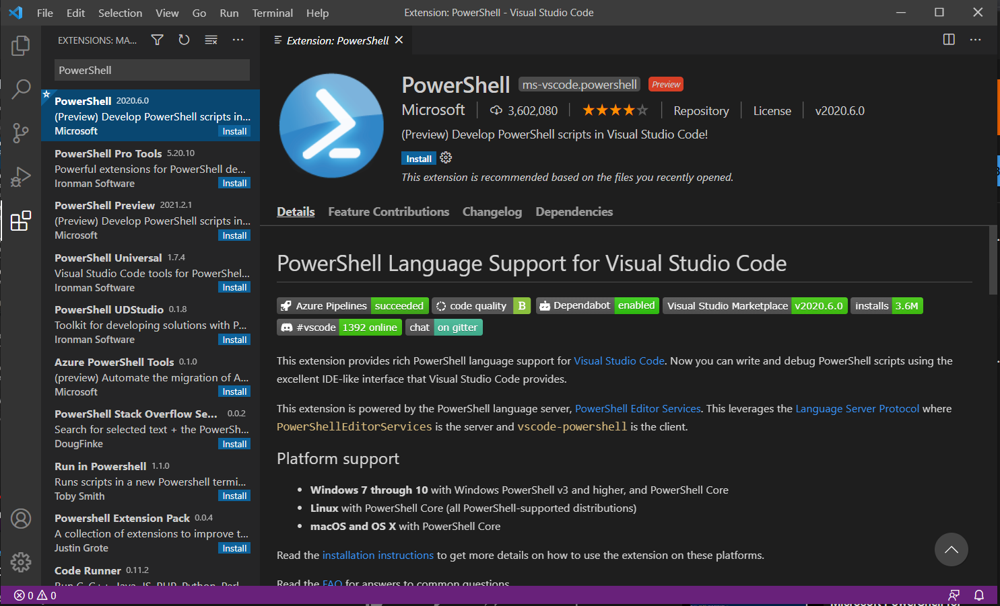 File Edit Selection View Go Run Terminal Help
Extension: PowerShell - Visual Studio Code
EXTENSIONS: MA...
PowerShell
PowerShell 2020.6.0
(Preview) Develop PowerShell scripts in...
Microsoft Install
PowerShell Pro Tools 5.20.10
Powerful extensions for PowerShell de...
Ironman Software Install
PowerShell Preview 2021.2.1
(Preview) Develop PowerShell scripts in...
Microsoft Install
PowerShell Universal 1.7.4
Visual Studio Code tools for PowerShel...
Ironman Software Install
PowerShell UDStudio 0.1.8
Toolkit for developing solutions with P...
Ironman Software Install
Azure PowerShell Tools 0.1.0
(preview) Automate the migration of A...
Microsoft Install
PowerShell Stack Overflow Se... 0.0.2
Search for selected text + the PowerSh...
DougFinke Install
Run in Powershell 1.1.0
Runs scripts in a new Powershell termi...
Toby Smith Install
Powershell Extension Pack 0.0.4
A collection of extensions to improve t...
Justin Grote Install
Code Runner 0.11.2
Run C, C++, Java, JS, PHP, Python, Perl,
Extension: PowerShell
PowerShell ms-vscode.powershell Preview
Microsoft 3,602,080 Repository License v2020.6.0
(Preview) Develop PowerShell scripts in Visual Studio Code!
Install
This extension is recommended based on the files you recently opened.
Details Feature Contributions Changelog Dependencies
PowerShell Language Support for Visual Studio Code
Azure Pipelines succeeded code quality B Dependabot enabled Visual Studio Marketplace v2020.6.0 installs 3.6M
#vscode 1392 online chat on gitter
This extension provides rich PowerShell language support for Visual Studio Code. Now you can write and debug PowerShell scripts using the
excellent IDE-like interface that Visual Studio Code provides.
This extension is powered by the PowerShell language server, PowerShell Editor Services. This leverages the Language Server Protocol where
PowerShellEditorServices is the server and vscode-powershell is the client.
Platform support
• Windows 7 through 10 with Windows PowerShell v3 and higher, and PowerShell Core
• Linux with PowerShell Core (all PowerShell-supported distributions)
• macOS and OS X with PowerShell Core
Read the installation instructions to get more details on how to use the extension on these platforms.
Read the FAQ for answers to common questions.
0 0